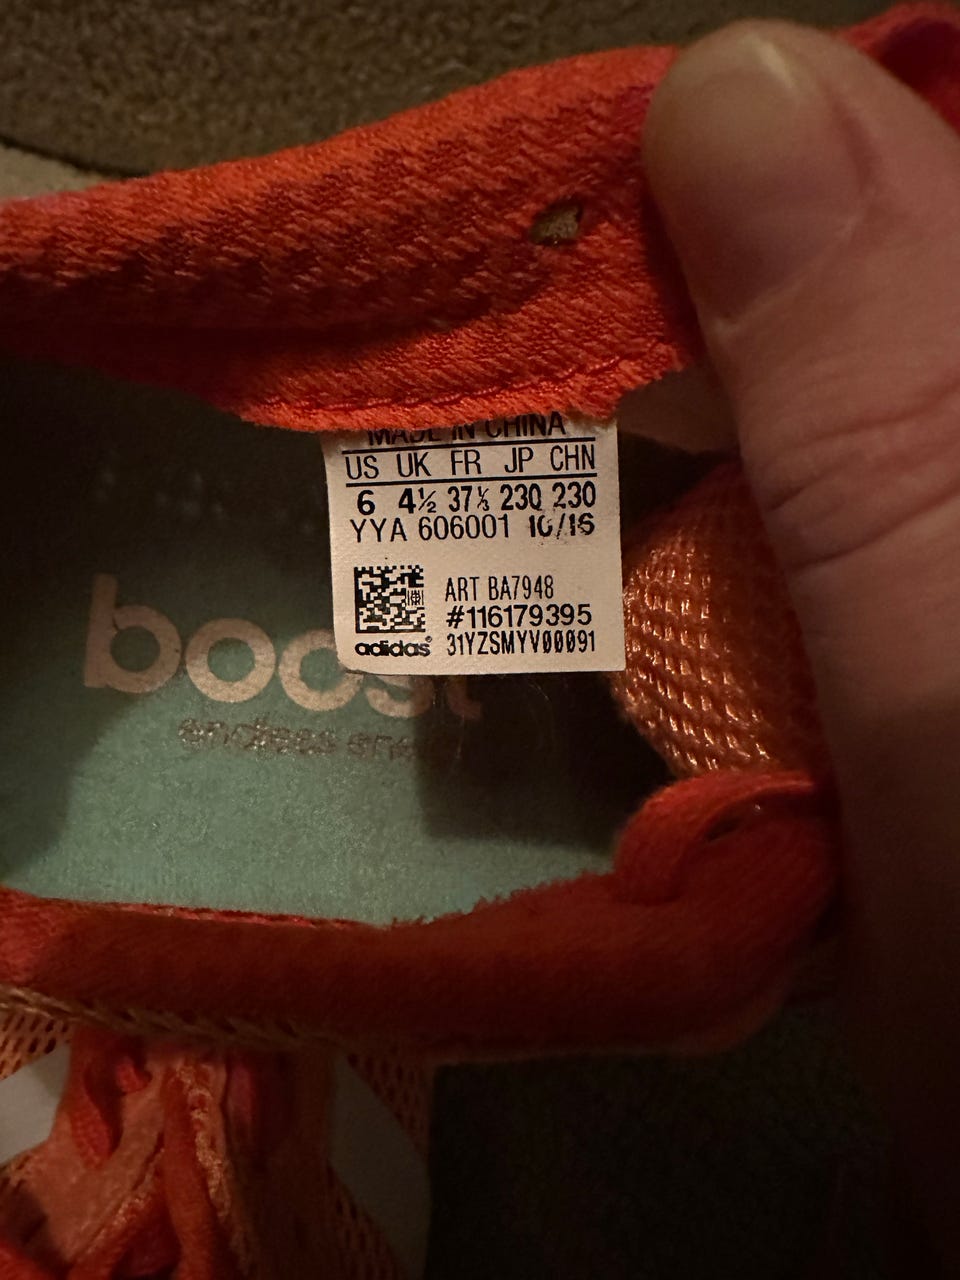 MADE IN CHINA
US UK FR JP CHN
6 4½ 37⅓ 230 230
YYA 606001 10/16
ART BA7948
#116179395
adidas® 31YZSMYV00091
boost
endless